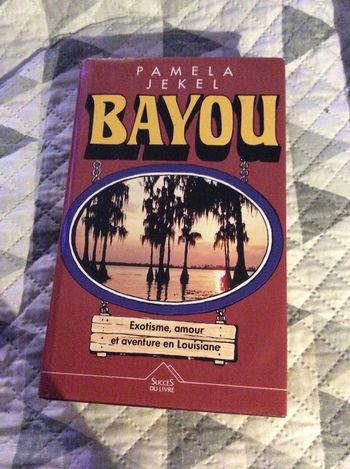 PAMELA
JEKEL
BAYOU
Exotisme, amour
et aventure en Louisiane
SUCCÈS
DU LIVRE